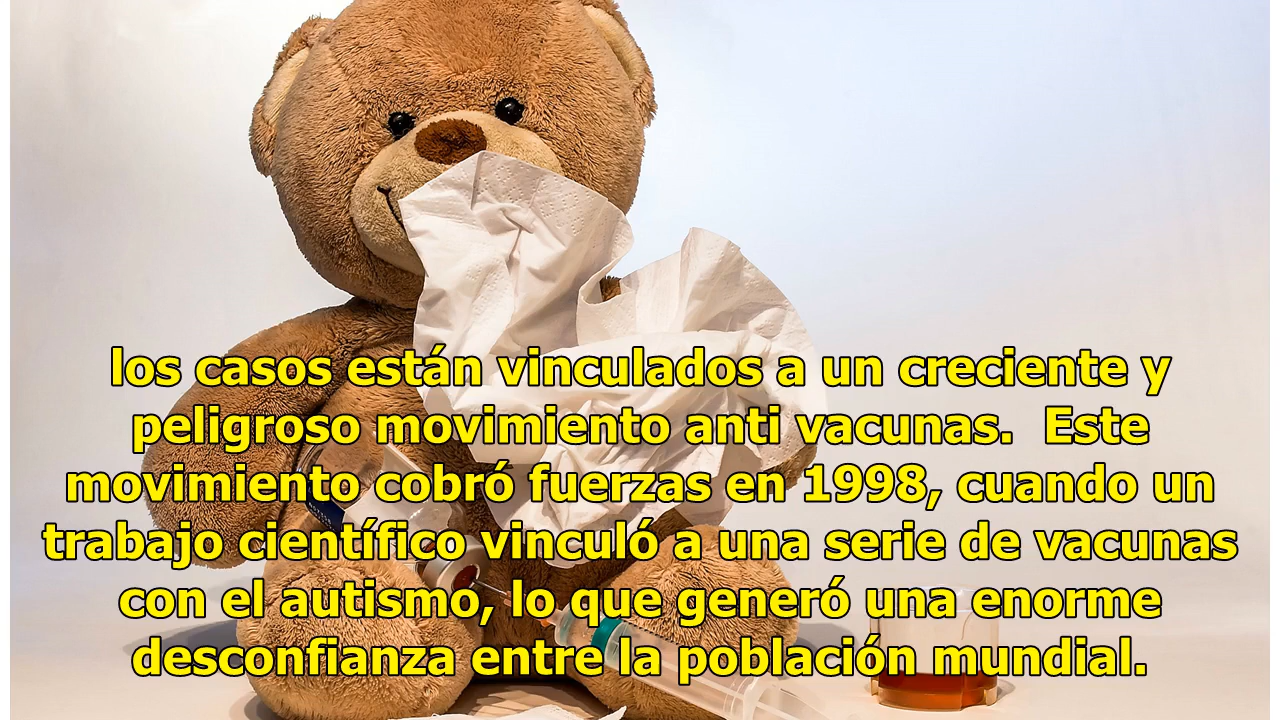 los casos están vinculados a un creciente y
peligroso movimiento anti vacunas.  Este
movimiento cobró fuerzas en 1998, cuando un
trabajo científico vinculó a una serie de vacunas
con el autismo, lo que generó una enorme
desconfianza entre la población mundial.